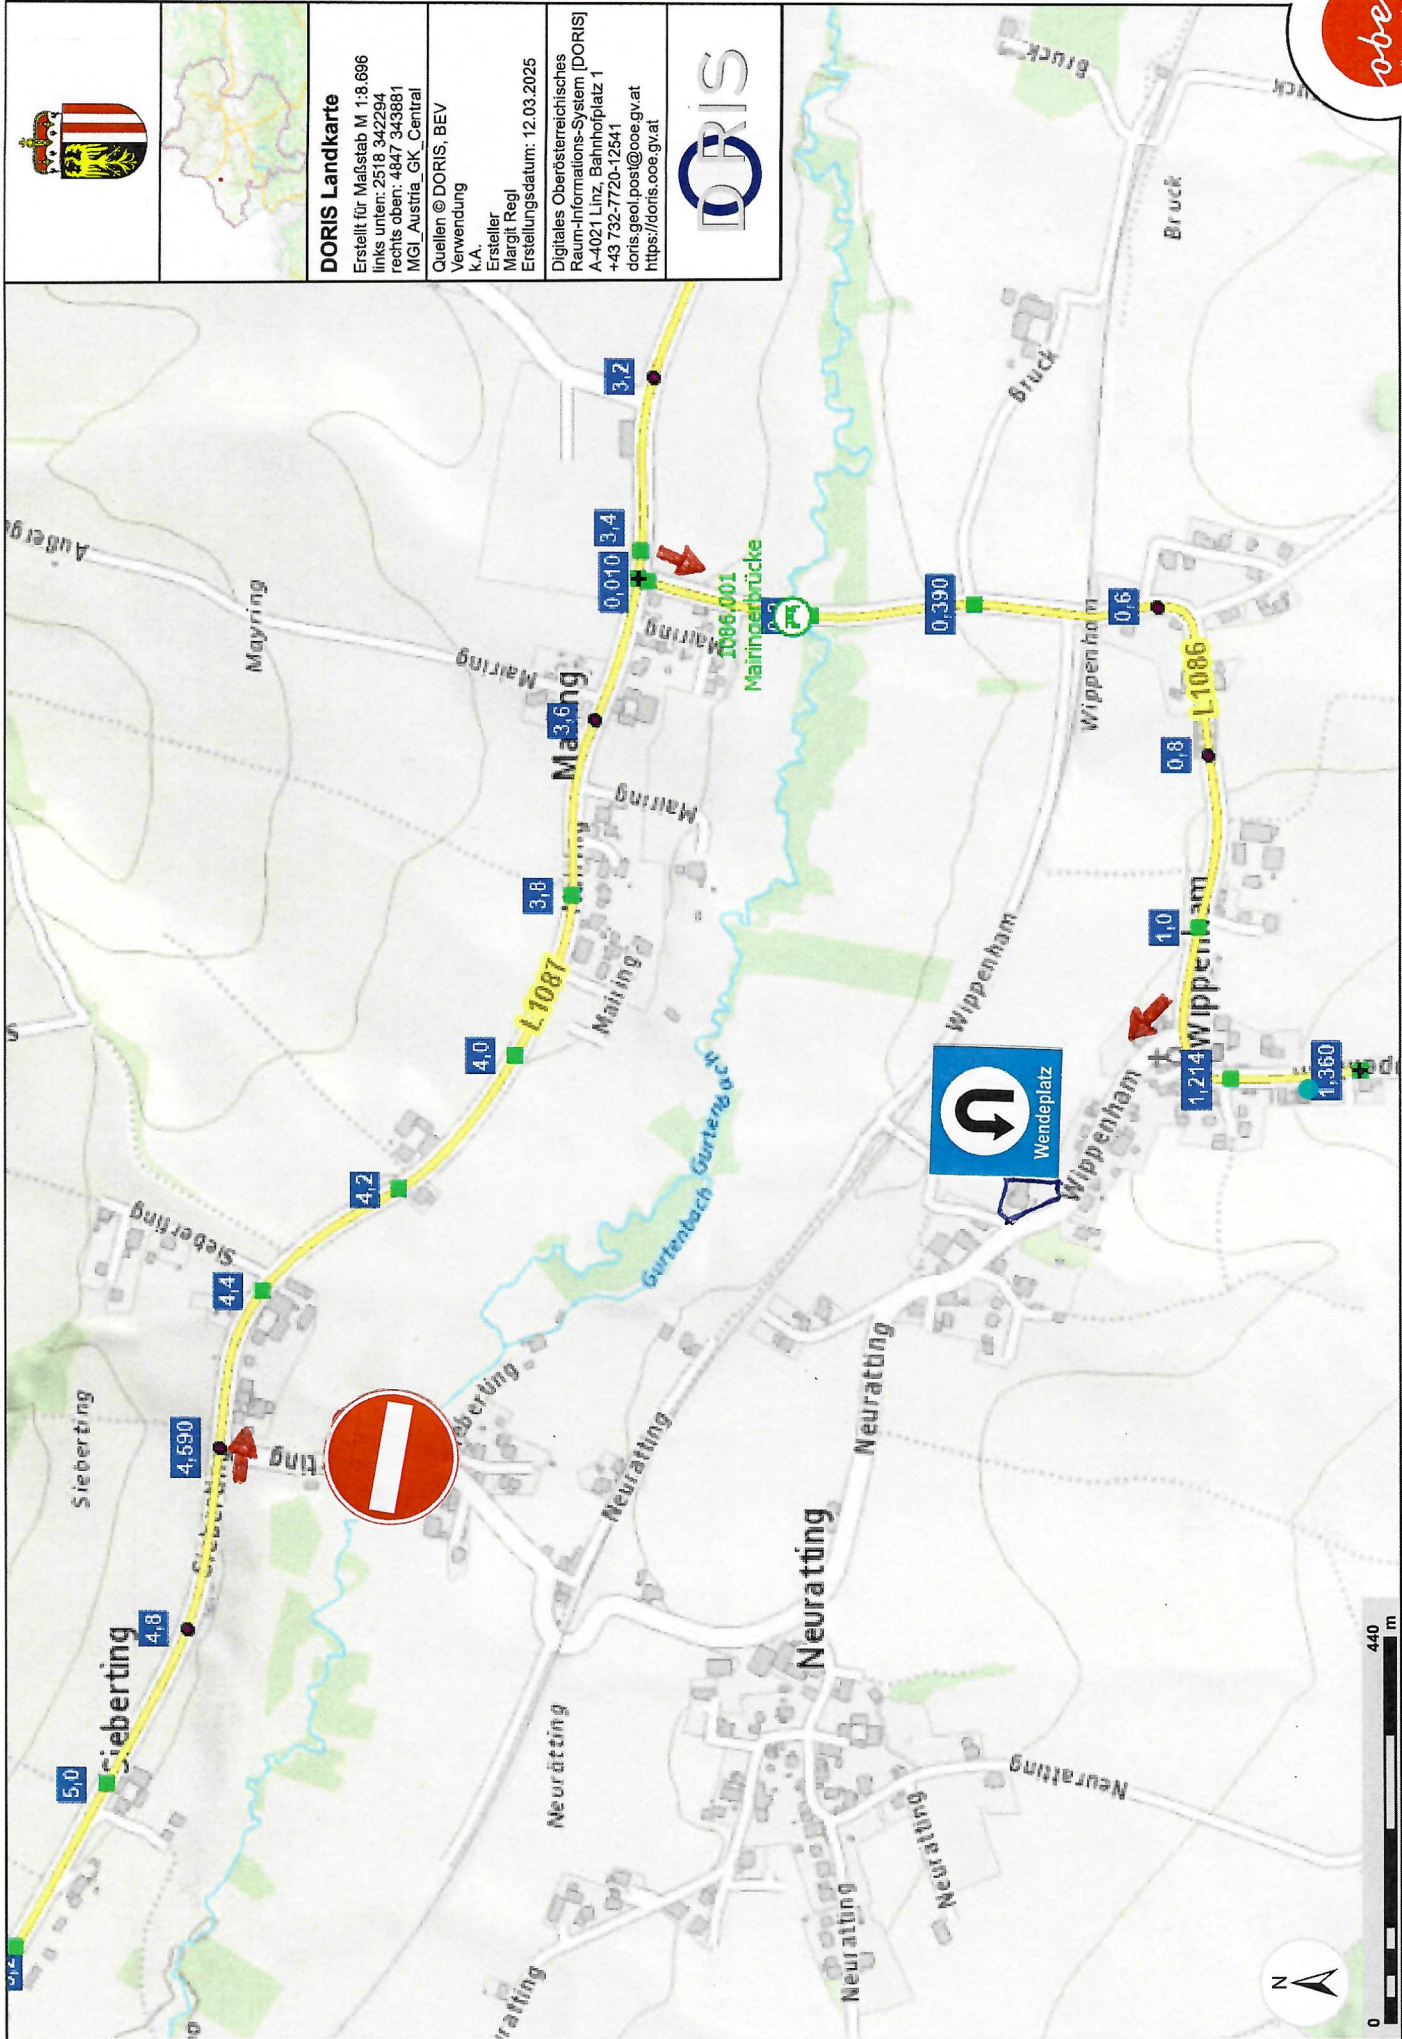 DORIS Landkarte
Erstellt für Maßstab M 1:8.696
links unten: 2518 342294
rechts oben: 4847 343881
MGI_Austria_GK_Central
Quellen © DORIS, BEV
Verwendung
k.A.
Ersteller
Margit Regl
Erstellungsdatum: 12.03.2025
Digitales Oberösterreichisches
Raum-Informations-System [DORIS]
A-4021 Linz, Bahnhofplatz 1
+43 732-7720-12541
doris.geol.post@ooe.gv.at
https://doris.ooe.gv.at
DORIS
obe
Sieberting
Sieberting
Sieberting
5,0
4,8
4,590
4,4
4,2
4,0
3,8
3,6
3,4
3,2
0,010
L1087
Mayring
Mairing
Mairing
Mairing
Mairing
1086.001
Mairingerbrücke
0,390
0,6
0,8
1,0
1,214
1,360
L1086
Gurtenbach
Gurtenbach
Bruck
Bruck
Bruck
Wippenham
Wippenham
Wippenham
Wippenham
Wendeplatz
Neuratting
Neuratting
Neuratting
Neuratting
Neuratting
Neuratting
Neuratting
N
0
440
m